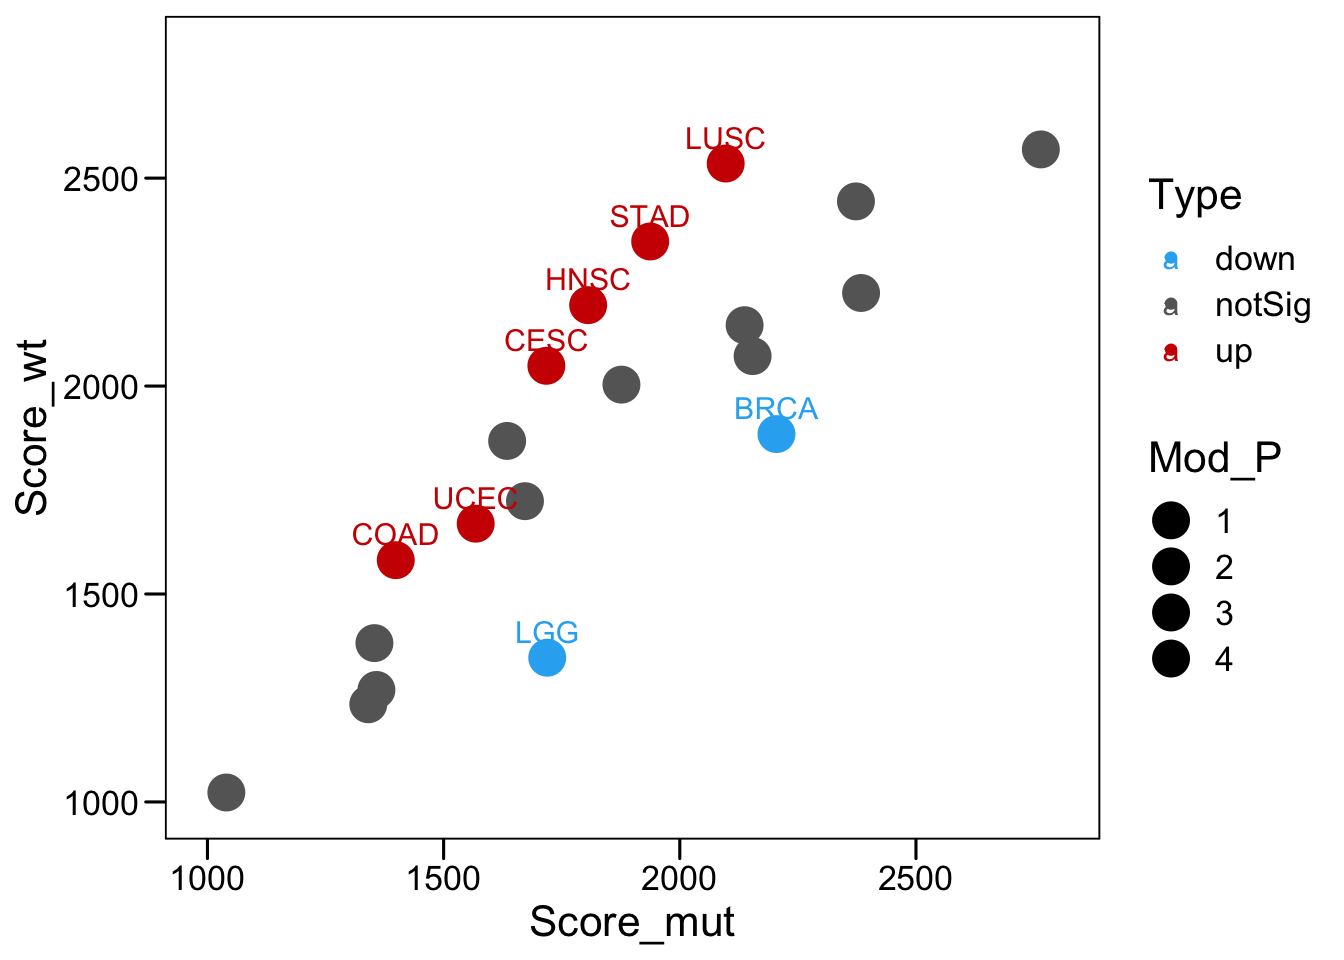 LUSC
STAD
HNSC
CESC
BRCA
UCEC
COAD
LGG
2500
2000
1500
1000
Score_wt
1000 1500 2000 2500
Score_mut
Type
a down
a notSig
a up
Mod_P
1
2
3
4